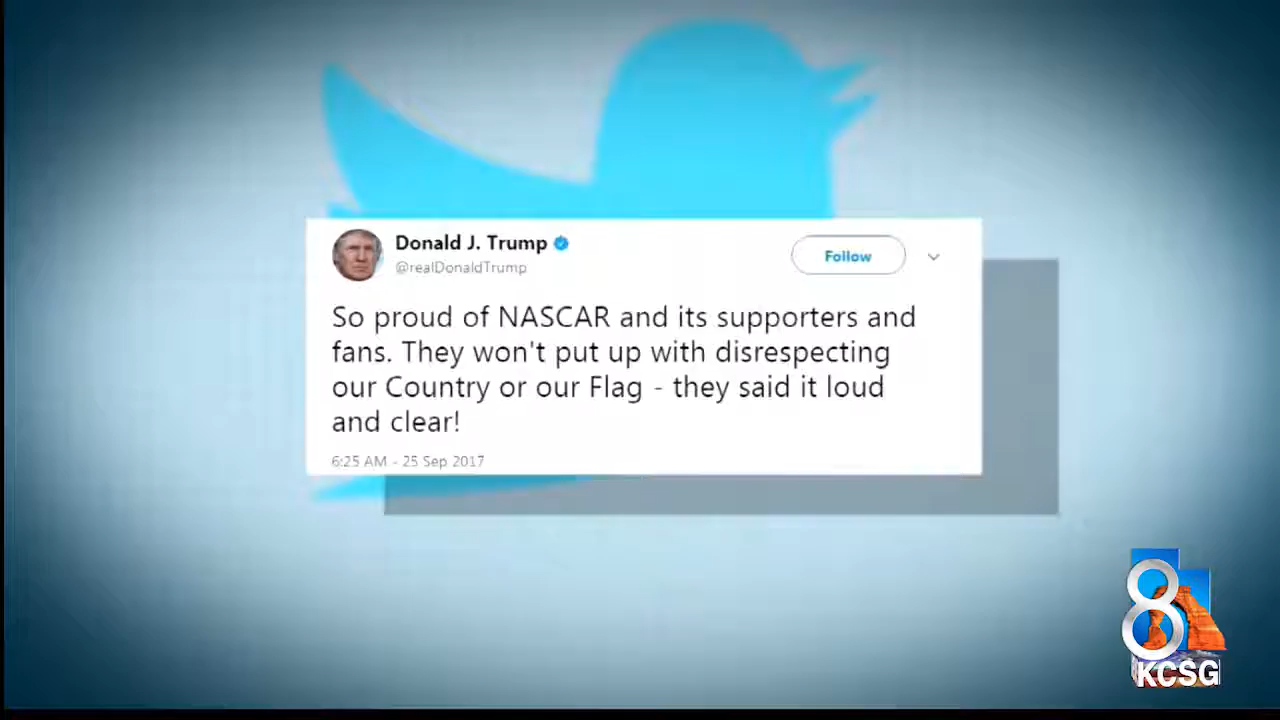 Donald J. Trump
@realDonaldTrump
Follow
So proud of NASCAR and its supporters and
fans. They won't put up with disrespecting
our Country or our Flag - they said it loud
and clear!
6:25 AM - 25 Sep 2017
8
KCSG